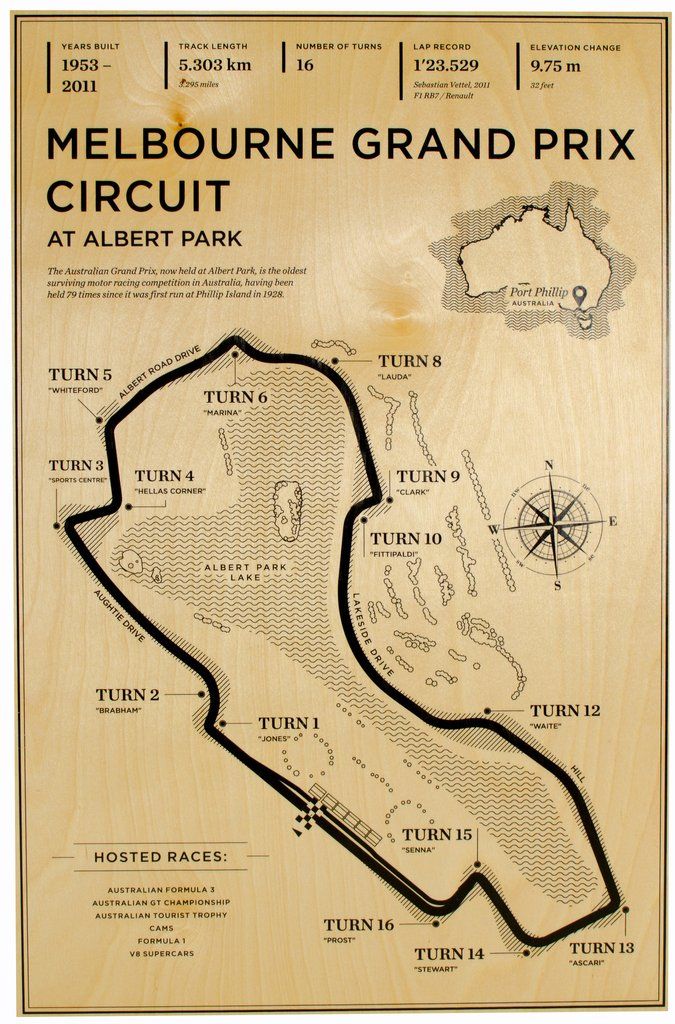 YEARS BUILT
1953 –
2011
TRACK LENGTH
5.303 km
3.295 miles
NUMBER OF TURNS
16
LAP RECORD
1'23.529
Sebastian Vettel, 2011
F1 RB7 / Renault
ELEVATION CHANGE
9.75 m
32 feet
MELBOURNE GRAND PRIX
CIRCUIT
AT ALBERT PARK
The Australian Grand Prix, now held at Albert Park, is the oldest
surviving motor racing competition in Australia, having been
held 79 times since it was first run at Phillip Island in 1928.
Port Phillip
AUSTRALIA
TURN 8
"LAUDA"
ALBERT ROAD DRIVE
TURN 5
"WHITEFORD"
TURN 6
"MARINA"
TURN 3
"SPORTS CENTRE"
TURN 4
"HELLAS CORNER"
TURN 9
"CLARK"
N
W
E
S
TURN 10
"FITTIPALDI"
ALBERT PARK
LAKE
AUGHTIE DRIVE
LAKESIDE DRIVE
TURN 2
"BRABHAM"
TURN 1
"JONES"
TURN 12
"WAITE"
HILL
TURN 15
"SENNA"
HOSTED RACES:
AUSTRALIAN FORMULA 3
AUSTRALIAN GT CHAMPIONSHIP
AUSTRALIAN TOURIST TROPHY
CAMS
FORMULA 1
V8 SUPERCARS
TURN 16
"PROST"
TURN 14
"STEWART"
TURN 13
"ASCARI"